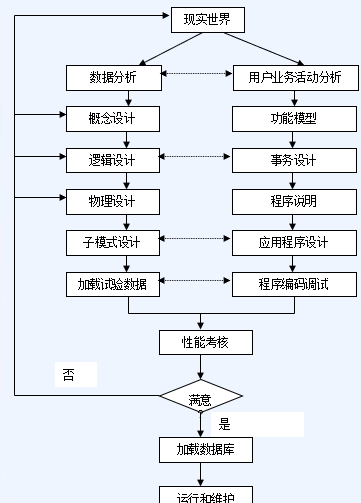 现实世界
数据分析
用户业务活动分析
概念设计
功能模型
逻辑设计
事务设计
物理设计
程序说明
子模式设计
应用程序设计
加载试验数据
程序编码调试
性能考核
否
满意
是
加载数据库
运行和维护